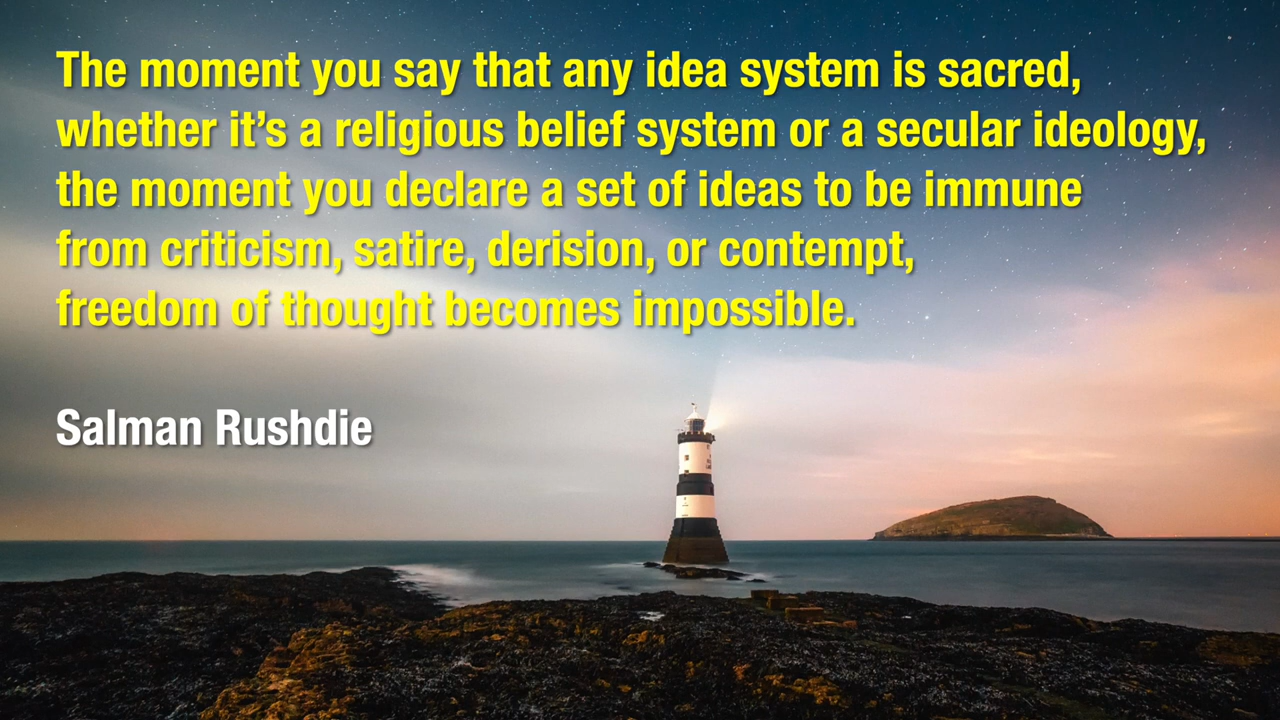 The moment you say that any idea system is sacred,
whether it’s a religious belief system or a secular ideology,
the moment you declare a set of ideas to be immune
from criticism, satire, derision, or contempt,
freedom of thought becomes impossible.
Salman Rushdie